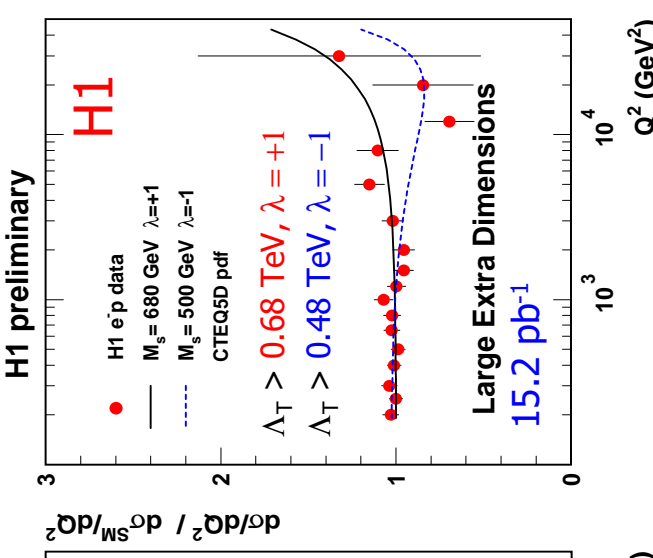 H1 preliminary
H1
H1 e⁻p data
Mₛ= 680 GeV λ=+1
Mₛ= 500 GeV λ=-1
CTEQ5D pdf
Λ_T > 0.68 TeV, λ = +1
Λ_T > 0.48 TeV, λ = −1
Large Extra Dimensions
15.2 pb⁻¹
3
2
1
0
10³
10⁴
Q² (GeV²)
dσ/dQ² / dσˢᴹ/dQ²